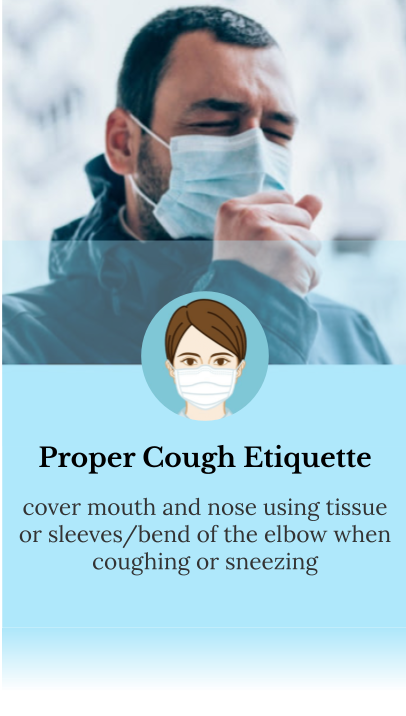 Proper Cough Etiquette
cover mouth and nose using tissue
or sleeves/bend of the elbow when
coughing or sneezing